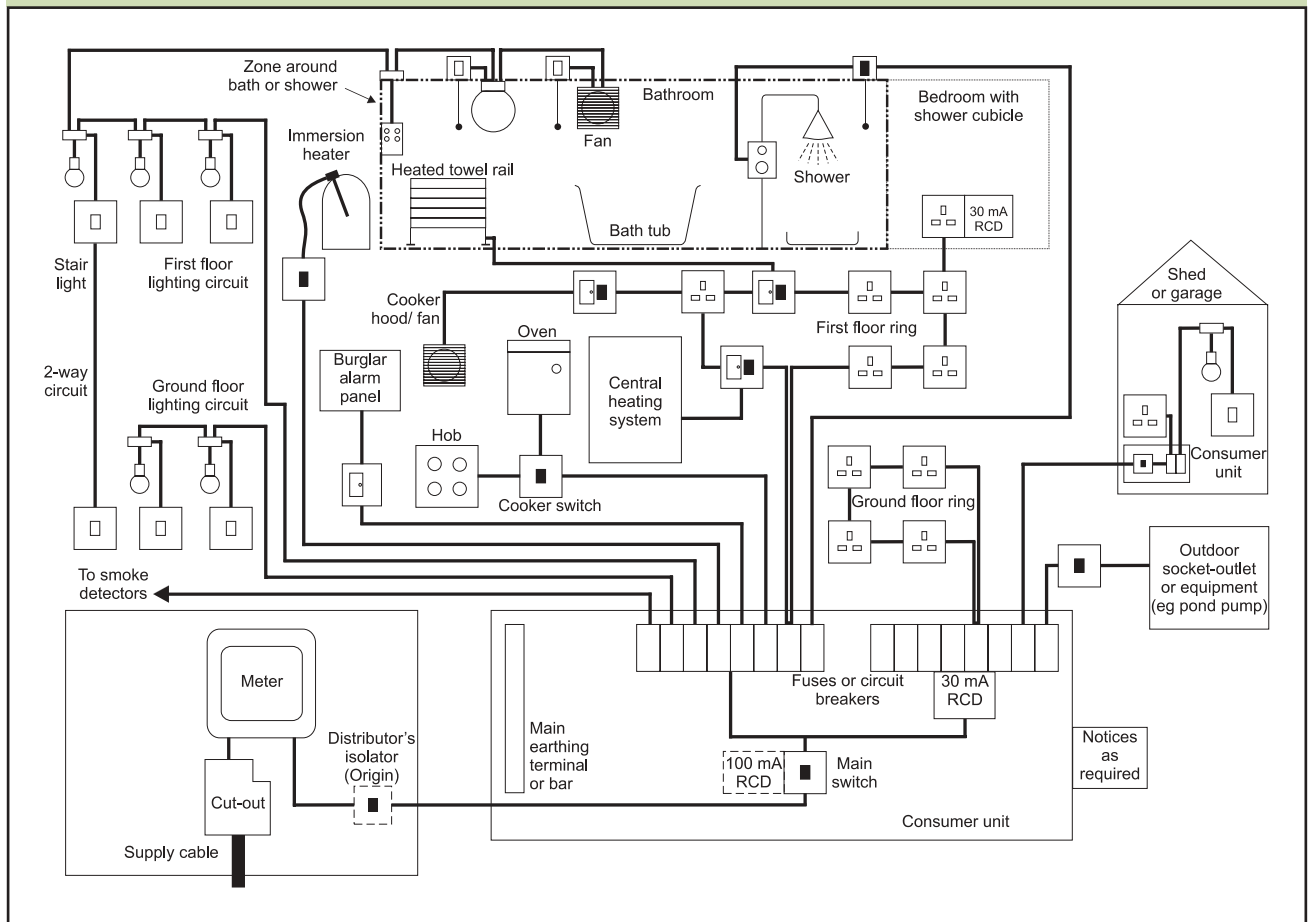 Zone around
bath or shower
Bathroom
Bedroom with
shower cubicle
Immersion
heater
Fan
Heated towel rail
Shower
Bath tub
30 mA
RCD
Stair
light
First floor
lighting circuit
Cooker
hood/ fan
Oven
First floor ring
Shed
or garage
2-way
circuit
Ground floor
lighting circuit
Burglar
alarm
panel
Central
heating
system
Hob
Consumer
unit
Cooker switch
Ground floor ring
To smoke
detectors
Outdoor
socket-outlet
or equipment
(eg pond pump)
Meter
Fuses or circuit
breakers
30 mA
RCD
Distributor's
isolator
(Origin)
Main
earthing
terminal
or bar
100 mA
RCD
Main
switch
Notices
as
required
Cut-out
Consumer unit
Supply cable